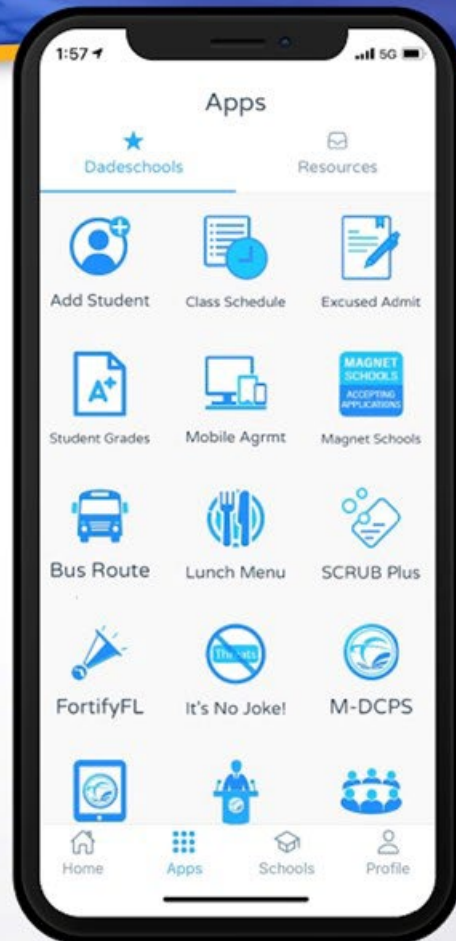 1:57
5G
Apps
Dadeschools
Resources
Add Student
Class Schedule
Excused Admit
A+
MAGNET
SCHOOLS
ACCEPTING
APPLICATIONS
Student Grades
Mobile Agrmt
Magnet Schools
Bus Route
Lunch Menu
SCRUB Plus
Threats
FortifyFL
It's No Joke!
M-DCPS
Home
Apps
Schools
Profile